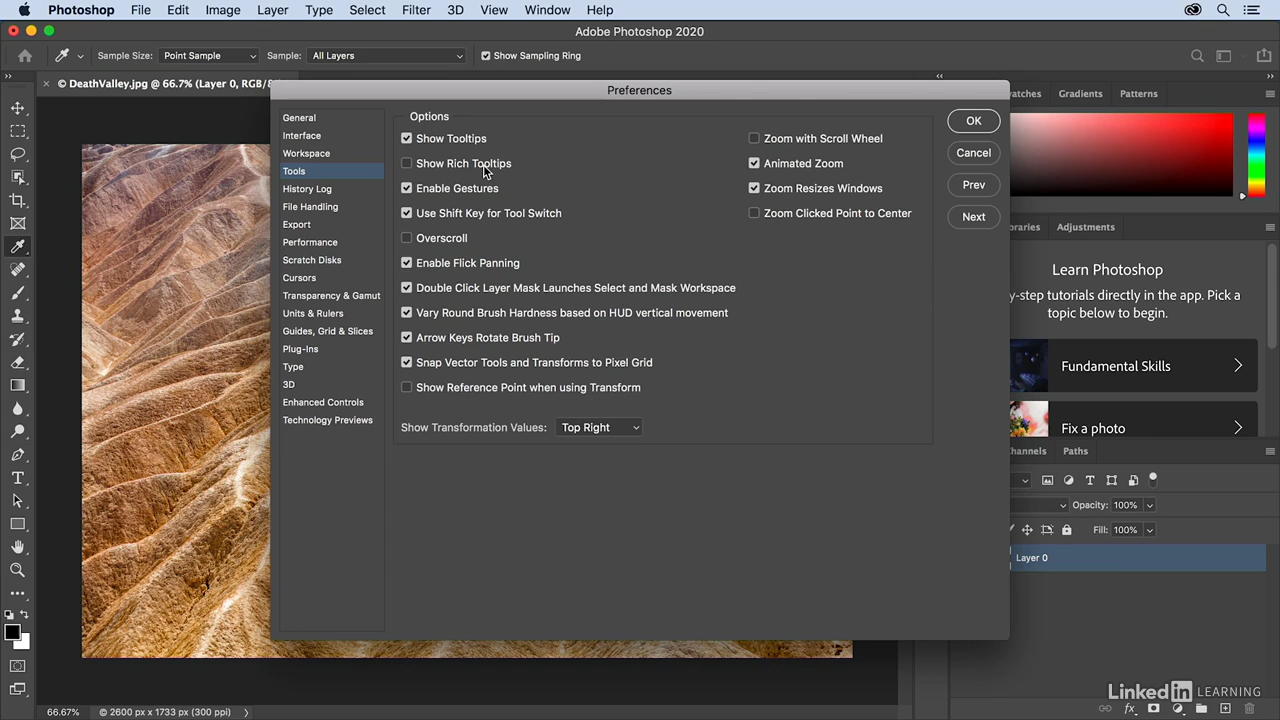 Photoshop File Edit Image Layer Type Select Filter 3D View Window Help
Adobe Photoshop 2020
Sample Size: Point Sample Sample: All Layers Show Sampling Ring
© DeathValley.jpg @ 66.7% (Layer 0, RGB/8
Preferences
General
Interface
Workspace
Tools
History Log
File Handling
Export
Performance
Scratch Disks
Cursors
Transparency & Gamut
Units & Rulers
Guides, Grid & Slices
Plug-Ins
Type
3D
Enhanced Controls
Technology Previews
Options
Show Tooltips
Show Rich Tooltips
Enable Gestures
Use Shift Key for Tool Switch
Overscroll
Enable Flick Panning
Double Click Layer Mask Launches Select and Mask Workspace
Vary Round Brush Hardness based on HUD vertical movement
Arrow Keys Rotate Brush Tip
Snap Vector Tools and Transforms to Pixel Grid
Show Reference Point when using Transform
Show Transformation Values: Top Right
Zoom with Scroll Wheel
Animated Zoom
Zoom Resizes Windows
Zoom Clicked Point to Center
OK
Cancel
Prev
Next
watches Gradients Patterns
oraries Adjustments
Learn Photoshop
y-step tutorials directly in the app. Pick a
topic below to begin.
Fundamental Skills
Fix a photo
hannels Paths
Opacity: 100%
Fill: 100%
Layer 0
66.67% © 2600 px x 1733 px (300 ppi)
Linked in LEARNING